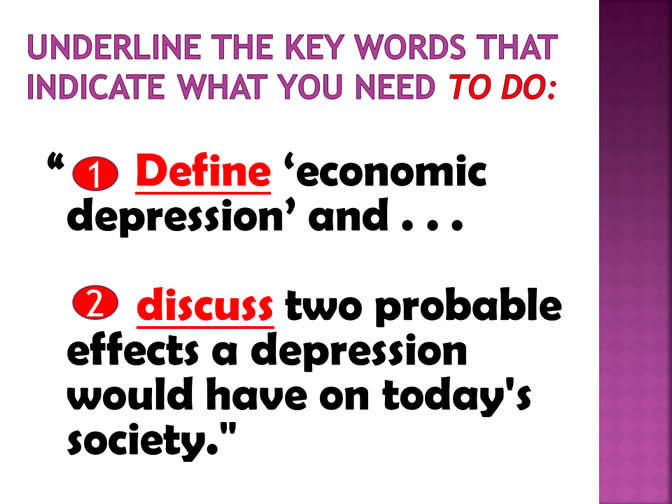 UNDERLINE THE KEY WORDS THAT
INDICATE WHAT YOU NEED TO DO:
“ 1 Define ‘economic
depression’ and . . .
2 discuss two probable
effects a depression
would have on today's
society."